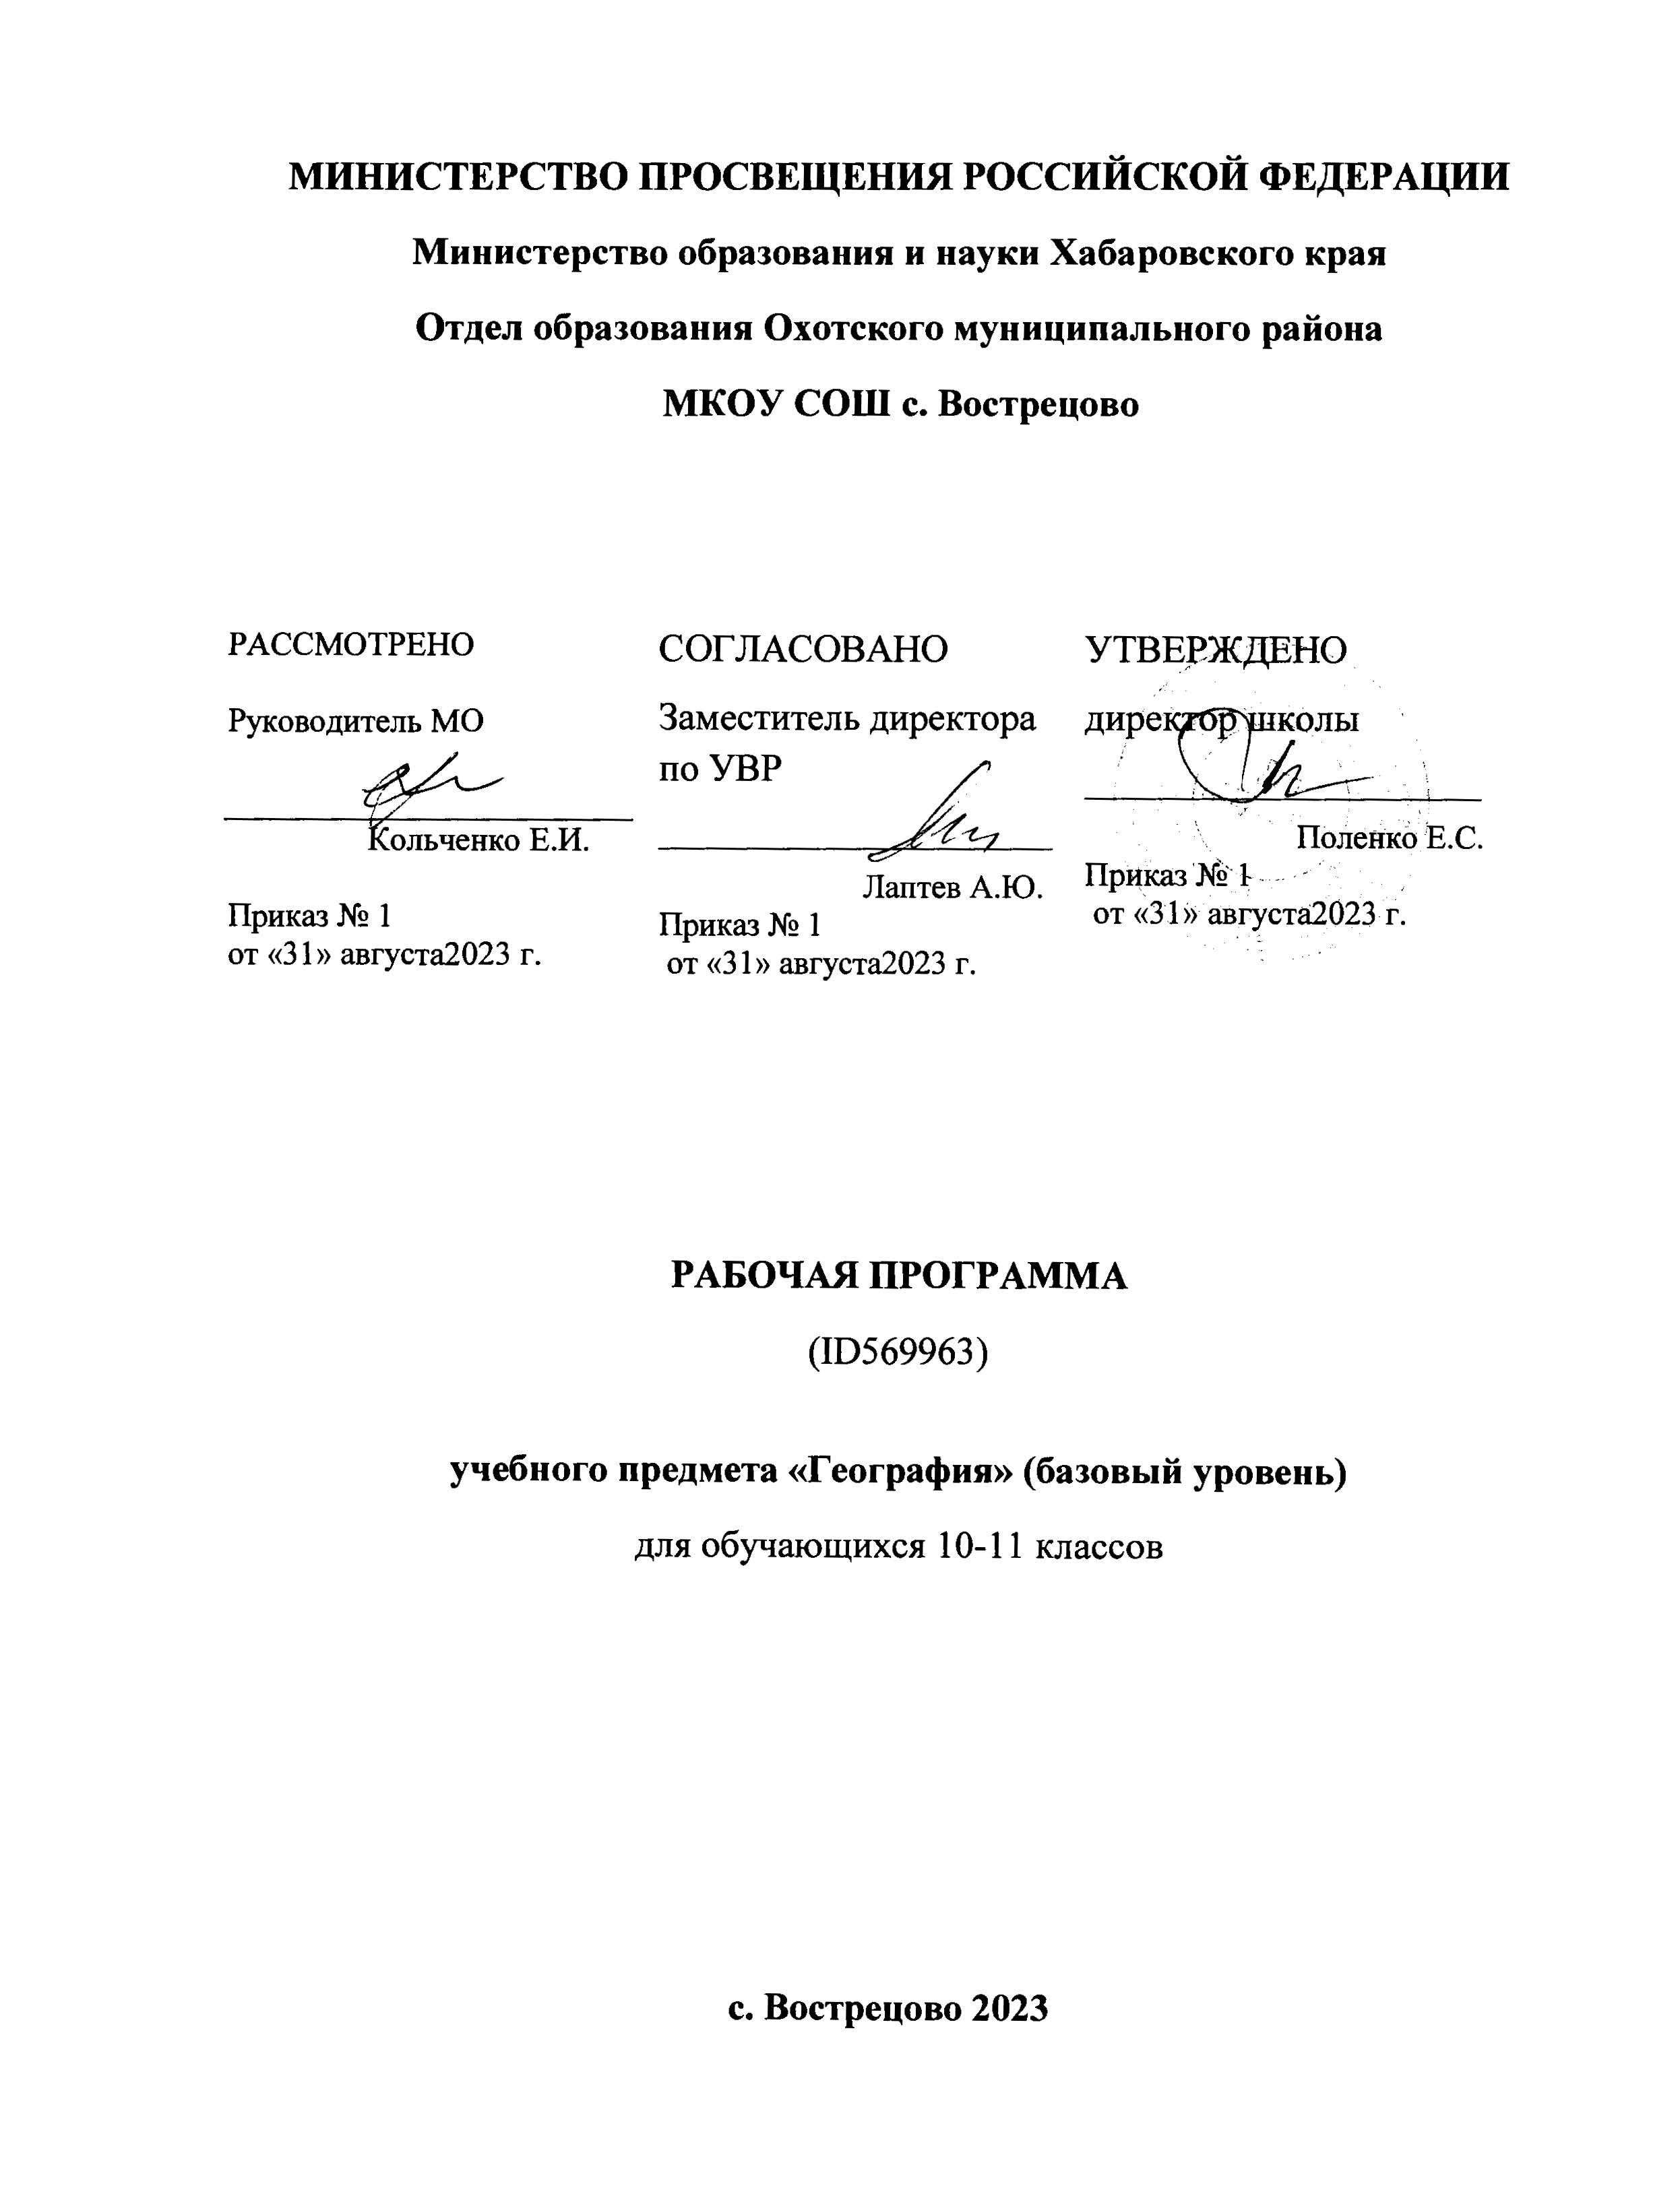 МИНИСТЕРСТВО ПРОСВЕЩЕНИЯ РОССИЙСКОЙ ФЕДЕРАЦИИ
Министерство образования и науки Хабаровского края
Отдел образования Охотского муниципального района
МКОУ СОШ с. Вострецово
РАССМОТРЕНО
Руководитель МО
Кольченко Е.И.
Приказ № 1
от «31» августа2023 г.
СОГЛАСОВАНО
Заместитель директора
по УВР
Лаптев А.Ю.
Приказ № 1
от «31» августа2023 г.
УТВЕРЖДЕНО
директор школы
Поленко Е.С.
Приказ № 1
от «31» августа2023 г.
РАБОЧАЯ ПРОГРАММА
(ID569963)
учебного предмета «География» (базовый уровень)
для обучающихся 10-11 классов
с. Вострецово 2023